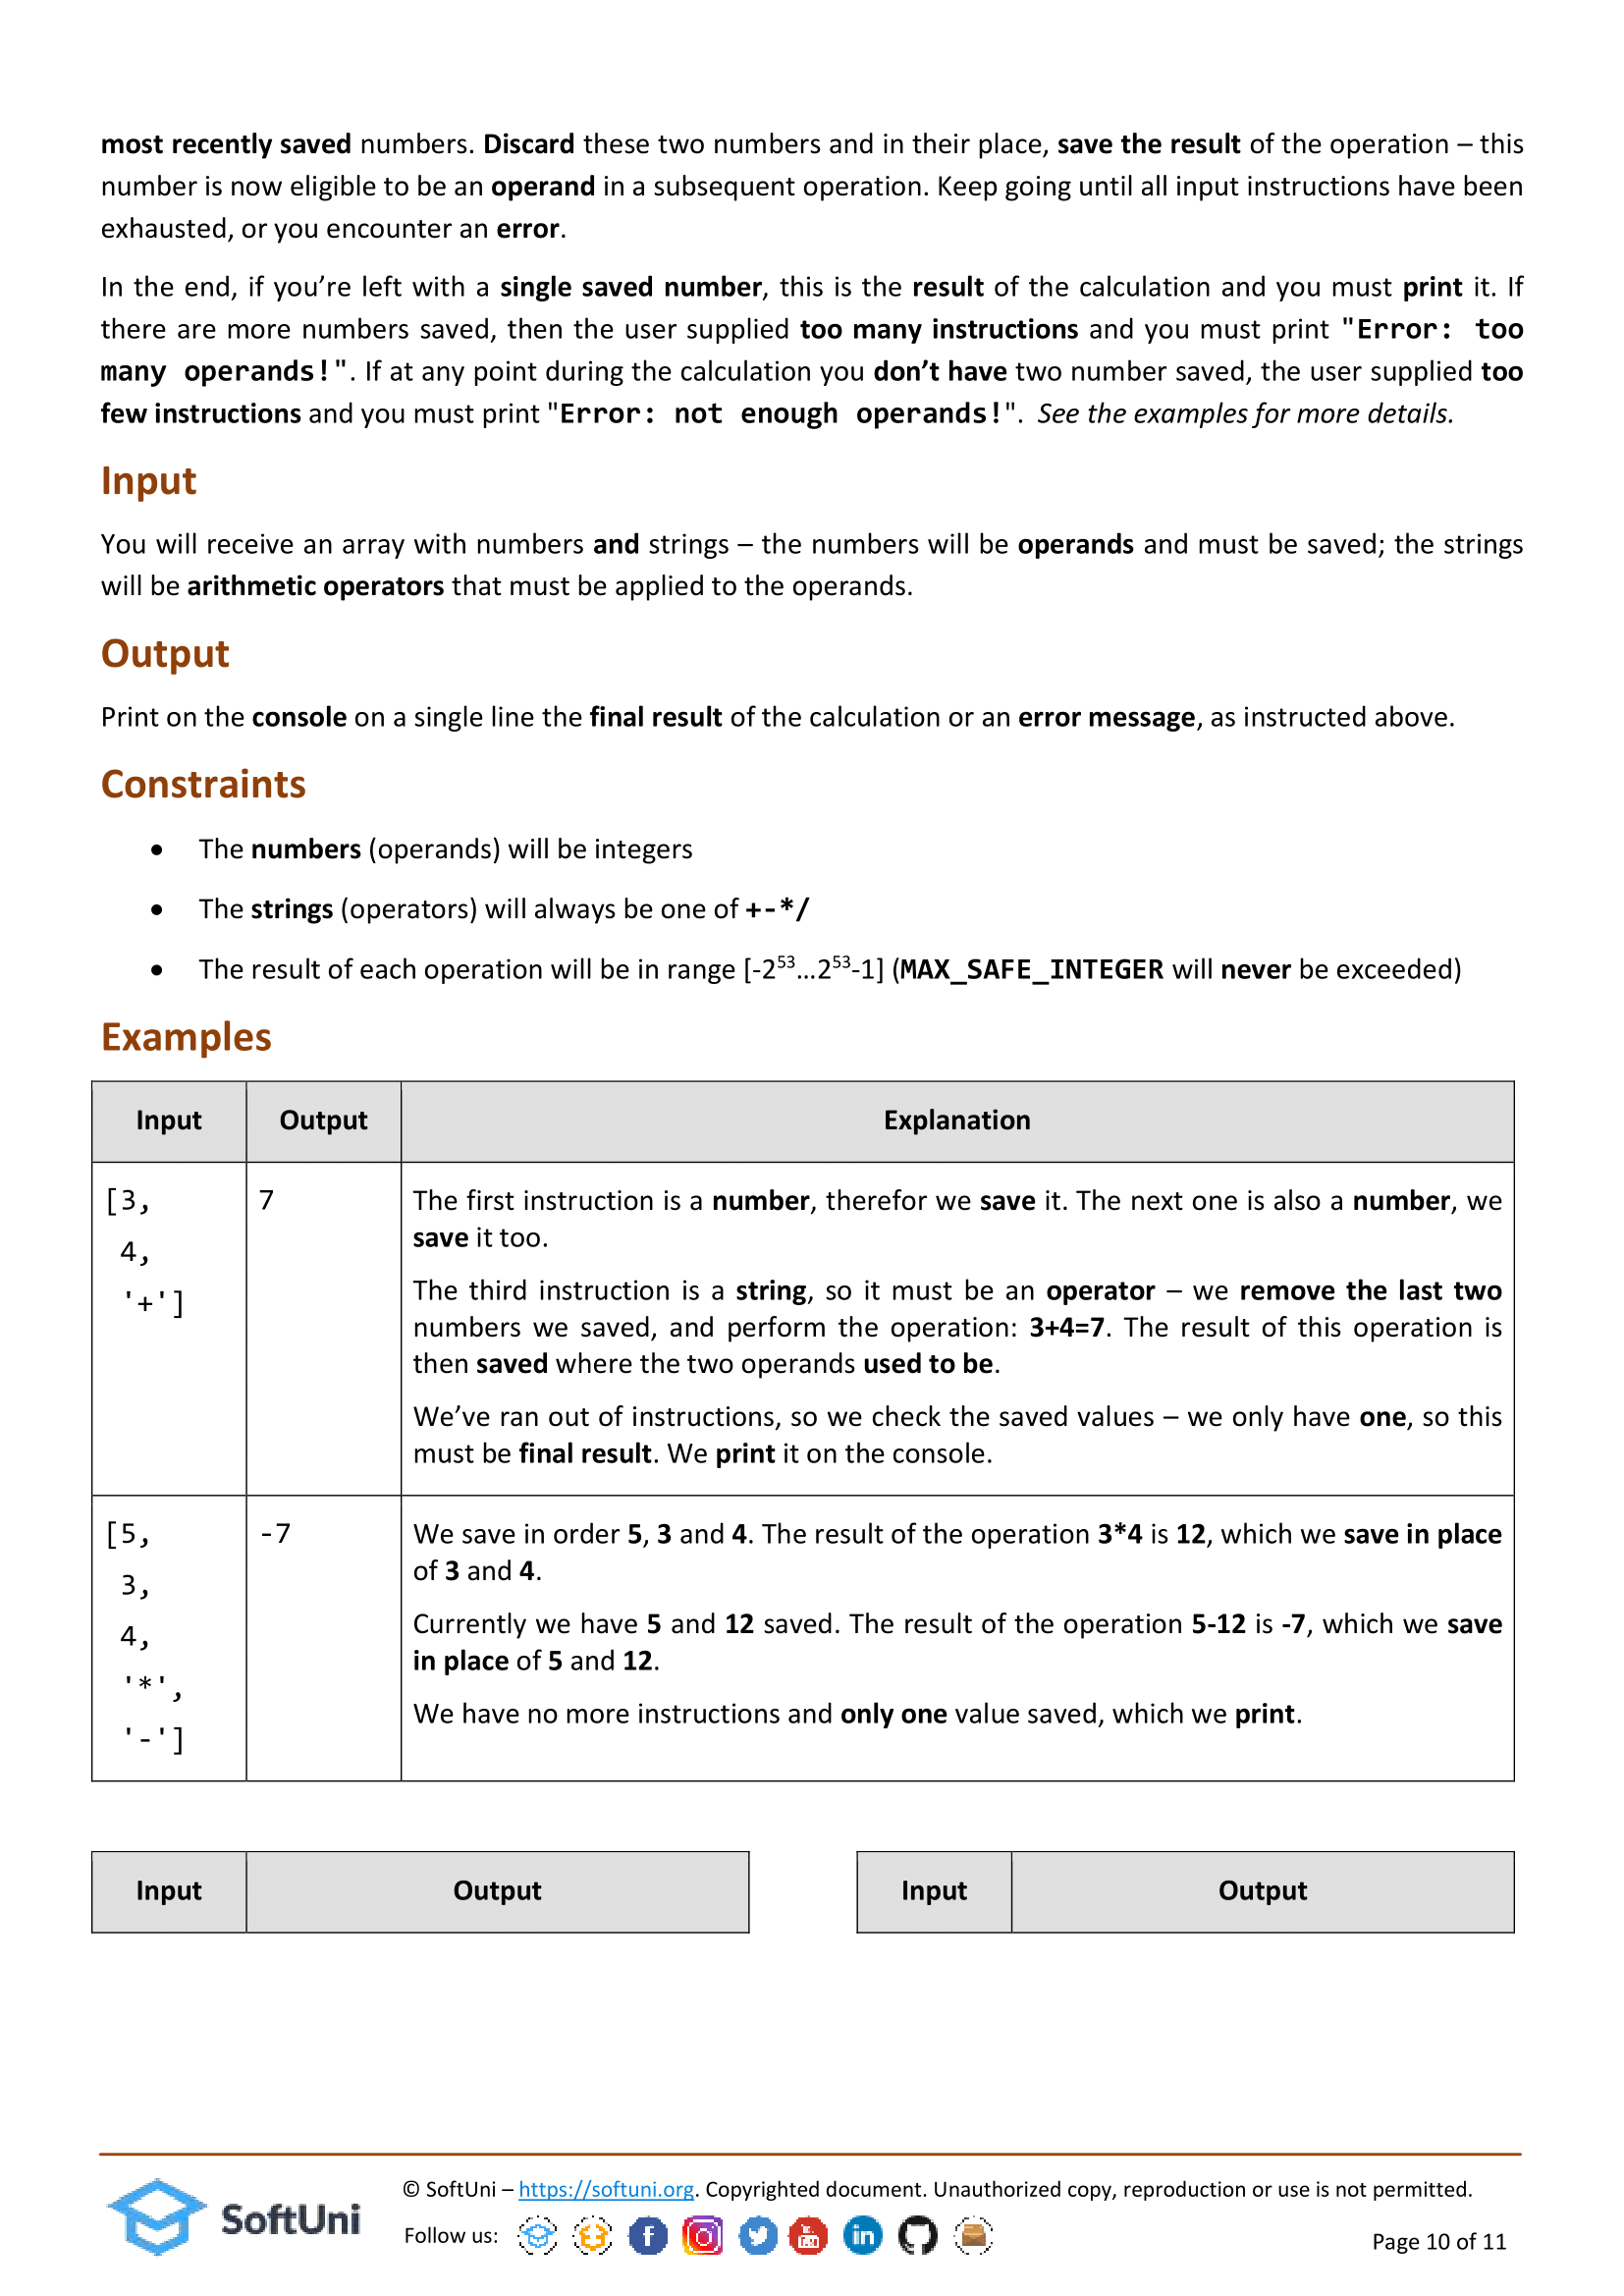 most recently saved numbers. Discard these two numbers and in their place, save the result of the operation – this
number is now eligible to be an operand in a subsequent operation. Keep going until all input instructions have been
exhausted, or you encounter an error.
In the end, if you’re left with a single saved number, this is the result of the calculation and you must print it. If
there are more numbers saved, then the user supplied too many instructions and you must print "Error: too
many operands!". If at any point during the calculation you don’t have two number saved, the user supplied too
few instructions and you must print "Error: not enough operands!". See the examples for more details.
Input
You will receive an array with numbers and strings – the numbers will be operands and must be saved; the strings
will be arithmetic operators that must be applied to the operands.
Output
Print on the console on a single line the final result of the calculation or an error message, as instructed above.
Constraints
• The numbers (operands) will be integers
• The strings (operators) will always be one of +-*/
• The result of each operation will be in range [-2⁵³…2⁵³-1] (MAX_SAFE_INTEGER will never be exceeded)
Examples
Input Output Explanation
[3,
4,
'+']
7
The first instruction is a number, therefor we save it. The next one is also a number, we
save it too.
The third instruction is a string, so it must be an operator – we remove the last two
numbers we saved, and perform the operation: 3+4=7. The result of this operation is
then saved where the two operands used to be.
We’ve ran out of instructions, so we check the saved values – we only have one, so this
must be final result. We print it on the console.
[5,
3,
4,
'*',
'-']
-7
We save in order 5, 3 and 4. The result of the operation 3*4 is 12, which we save in place
of 3 and 4.
Currently we have 5 and 12 saved. The result of the operation 5-12 is -7, which we save
in place of 5 and 12.
We have no more instructions and only one value saved, which we print.
Input Output
Input Output
SoftUni
© SoftUni – https://softuni.org. Copyrighted document. Unauthorized copy, reproduction or use is not permitted.
Follow us:
Page 10 of 11